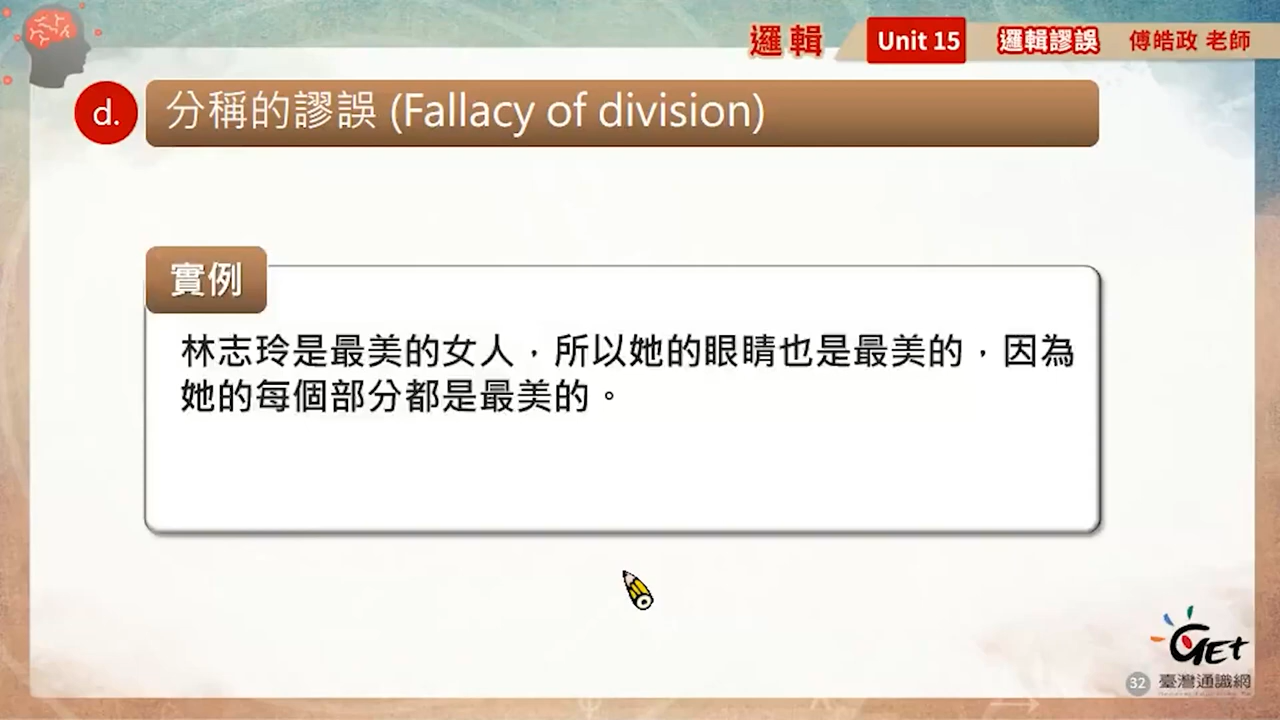 邏輯 Unit 15 邏輯謬誤 傅皓政 老師
d. 分稱的謬誤 (Fallacy of division)
實例
林志玲是最美的女人，所以她的眼睛也是最美的，因為
她的每個部分都是最美的。
GET
32 臺灣通識網